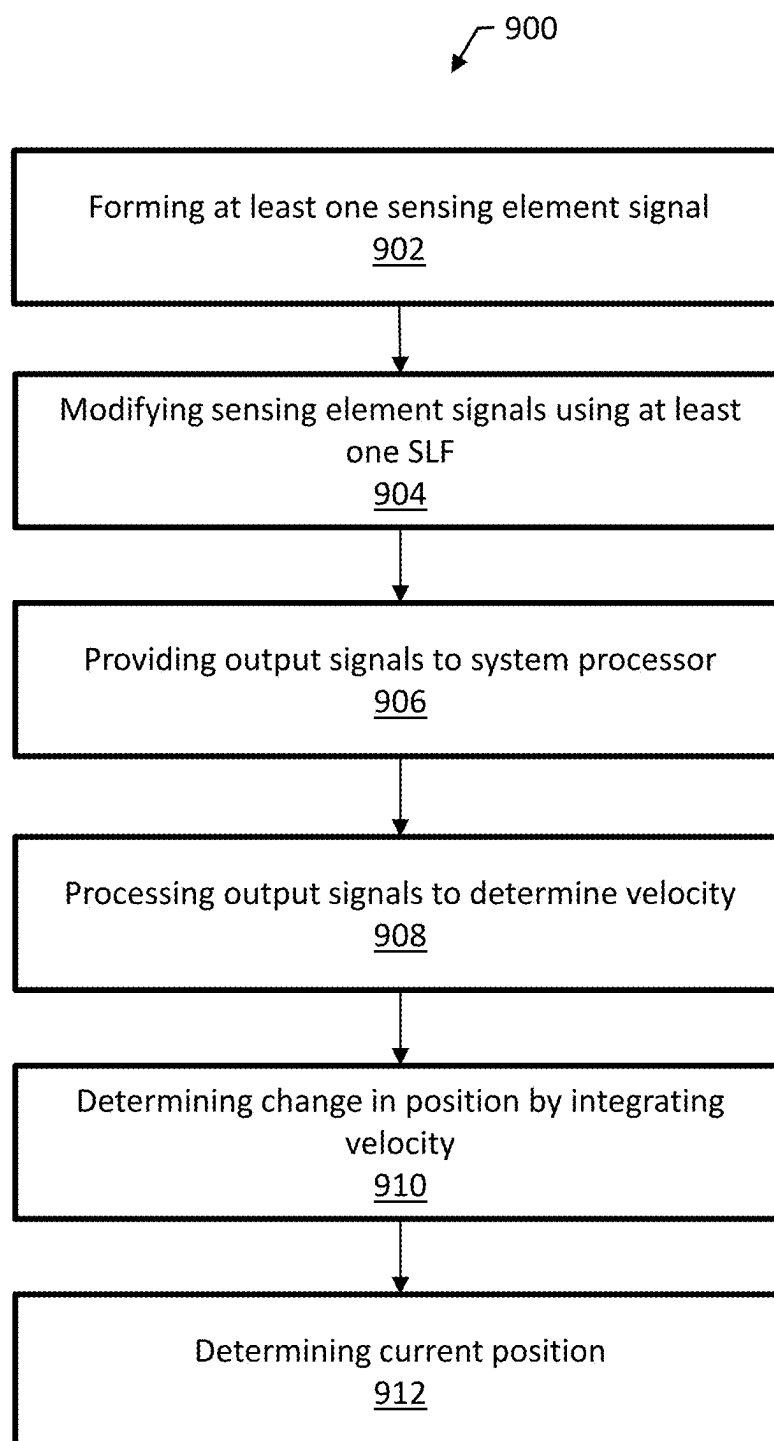 900
Forming at least one sensing element signal
902
Modifying sensing element signals using at least
one SLF
904
Providing output signals to system processor
906
Processing output signals to determine velocity
908
Determining change in position by integrating
velocity
910
Determining current position
912